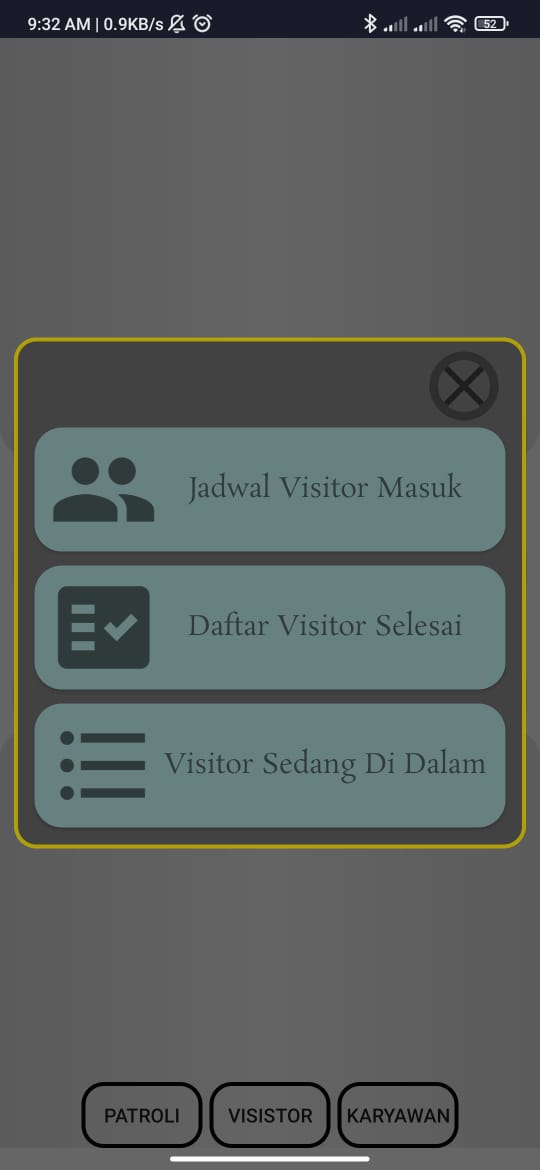 9:32 AM | 0.9KB/s
52
Jadwal Visitor Masuk
Daftar Visitor Selesai
Visitor Sedang Di Dalam
PATROLI
VISISTOR
KARYAWAN